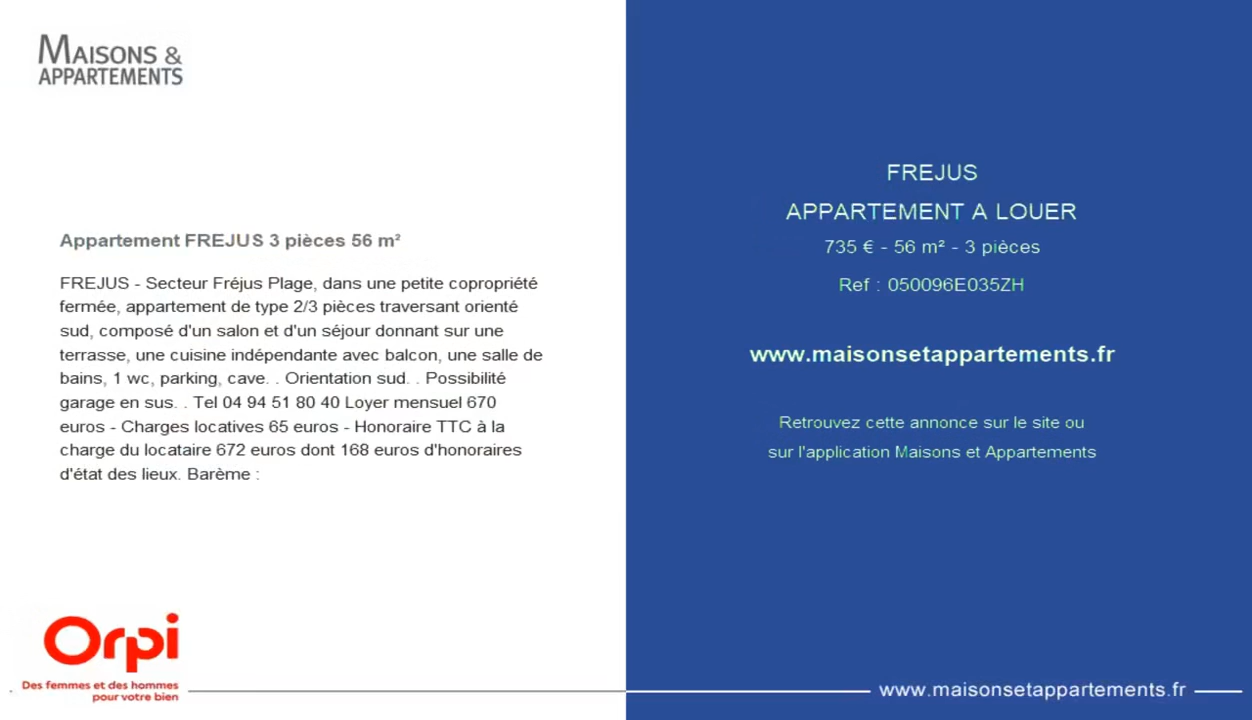 MAISONS &
APPARTEMENTS
Appartement FREJUS 3 pièces 56 m²
FREJUS - Secteur Fréjus Plage, dans une petite copropriété
fermée, appartement de type 2/3 pièces traversant orienté
sud, composé d'un salon et d'un séjour donnant sur une
terrasse, une cuisine indépendante avec balcon, une salle de
bains, 1 wc, parking, cave. . Orientation sud. . Possibilité
garage en sus. . Tel 04 94 51 80 40 Loyer mensuel 670
euros - Charges locatives 65 euros - Honoraire TTC à la
charge du locataire 672 euros dont 168 euros d'honoraires
d'état des lieux. Barème :
Orpi
Des femmes et des hommes
pour votre bien
FREJUS
APPARTEMENT A LOUER
735 € - 56 m² - 3 pièces
Ref : 050096E035ZH
www.maisonsetappartements.fr
Retrouvez cette annonce sur le site ou
sur l'application Maisons et Appartements
www.maisonsetappartements.fr